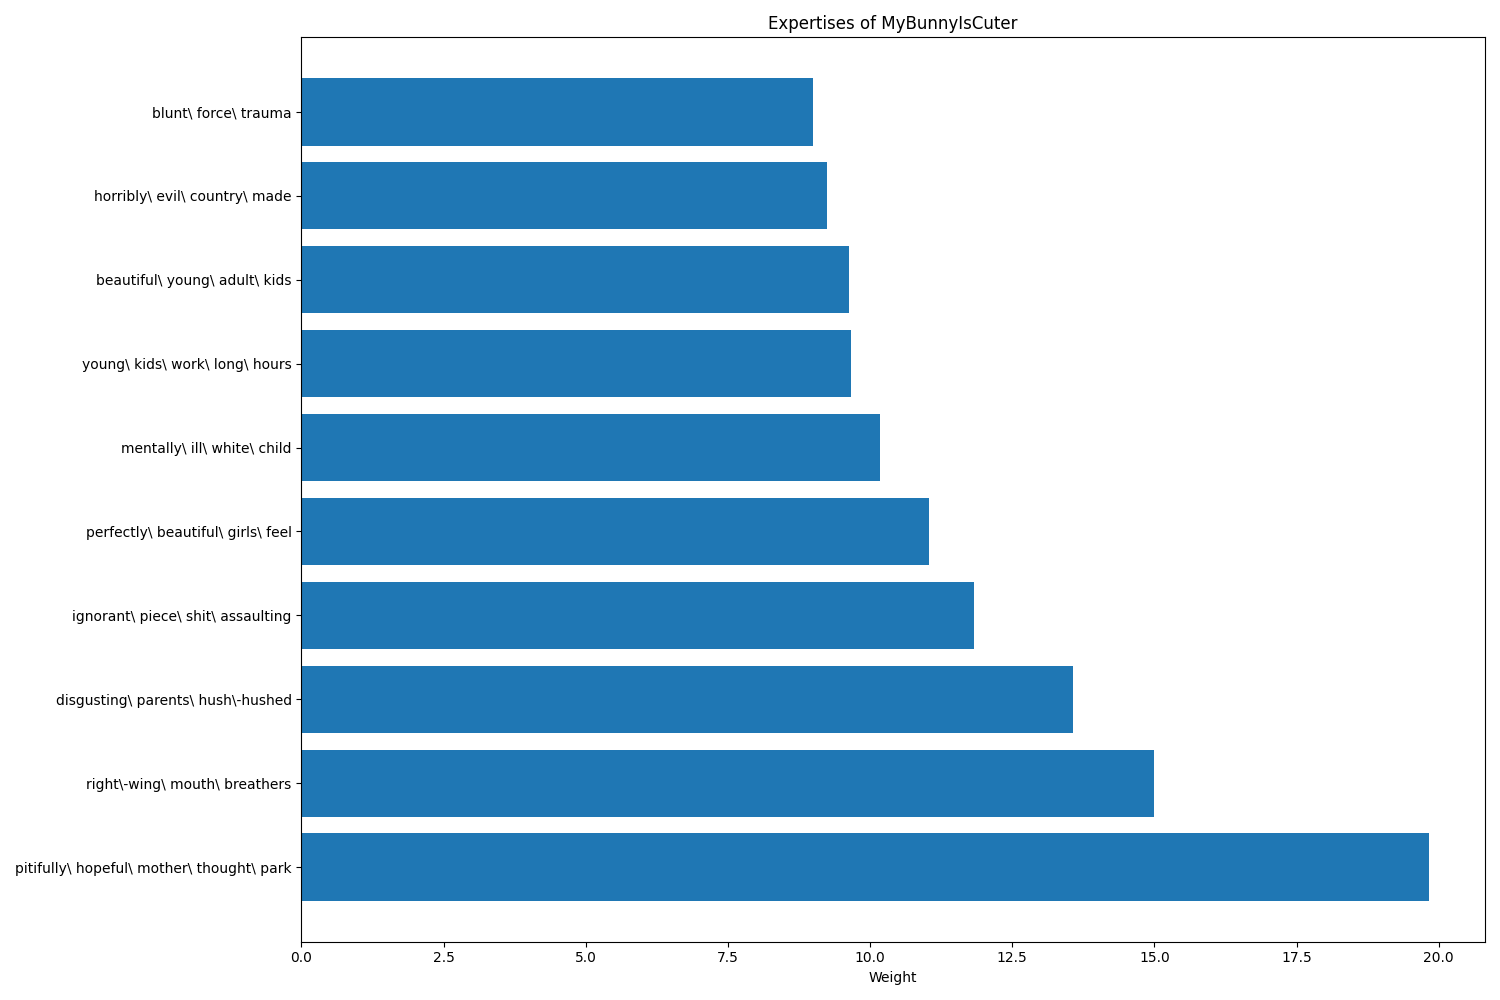 Expertises of MyBunnyIsCuter
blunt\ force\ trauma
horribly\ evil\ country\ made
beautiful\ young\ adult\ kids
young\ kids\ work\ long\ hours
mentally\ ill\ white\ child
perfectly\ beautiful\ girls\ feel
ignorant\ piece\ shit\ assaulting
disgusting\ parents\ hush\-hushed
right\-wing\ mouth\ breathers
pitifully\ hopeful\ mother\ thought\ park
0.0 2.5 5.0 7.5 10.0 12.5 15.0 17.5 20.0
Weight